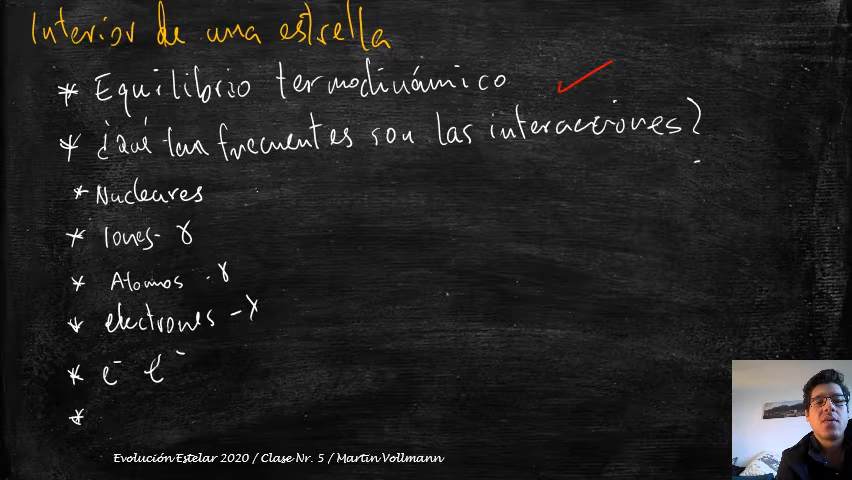 Interior de una estrella
* Equilibrio termodinámico ✓
* ¿Qué tan frecuentes son las interacciones?
* Nucleares
* Iones - γ
* Atomos - γ
* electrones - γ
* e⁻ e⁻
*
Evolución Estelar 2020 / Clase Nr. 5 / Martin Vollmann